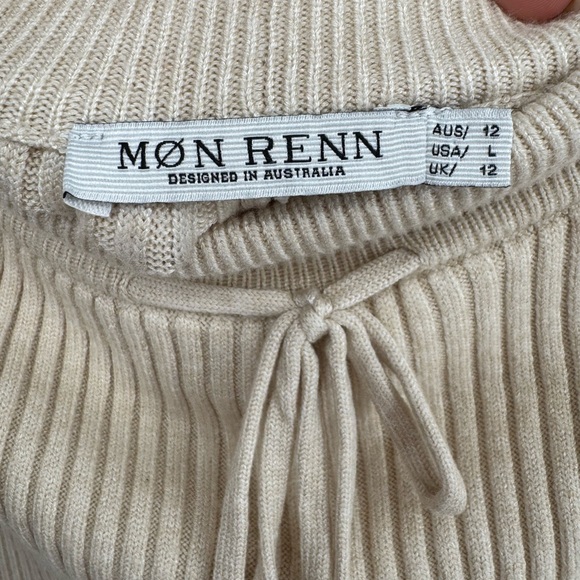 MØN RENN
DESIGNED IN AUSTRALIA
AUS/ 12
USA/ L
UK/ 12